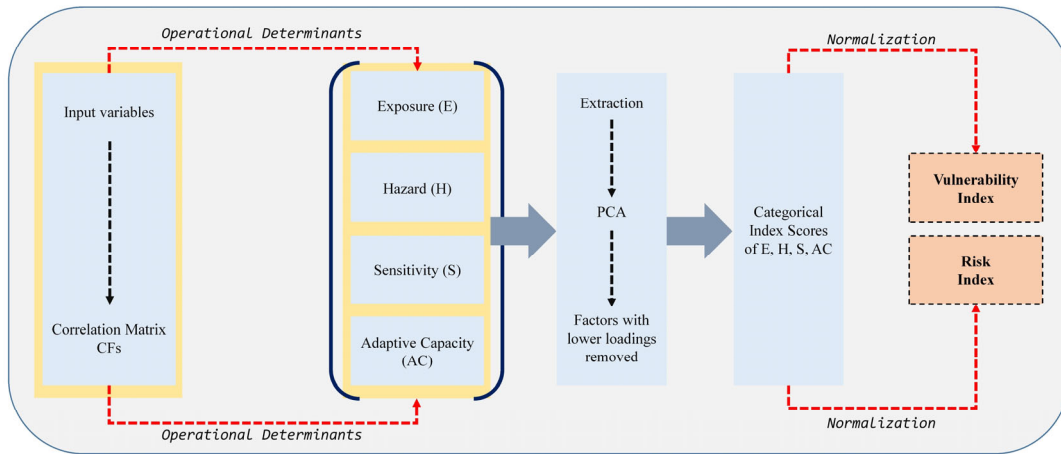 Operational Determinants
Input variables
Correlation Matrix
CFs
Operational Determinants
Exposure (E)
Hazard (H)
Sensitivity (S)
Adaptive Capacity
(AC)
Extraction
PCA
Factors with
lower loadings
removed
Categorical
Index Scores
of E, H, S, AC
Normalization
Vulnerability
Index
Risk
Index
Normalization